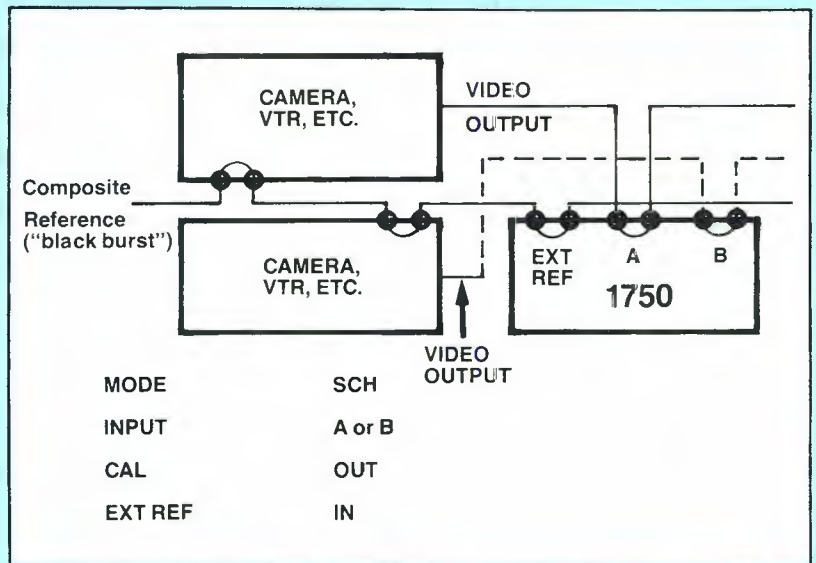 CAMERA,
VTR, ETC.
VIDEO
OUTPUT
Composite
Reference
("black burst")
CAMERA,
VTR, ETC.
EXT
REF
A
B
1750
VIDEO
OUTPUT
MODE SCH
INPUT A or B
CAL OUT
EXT REF IN